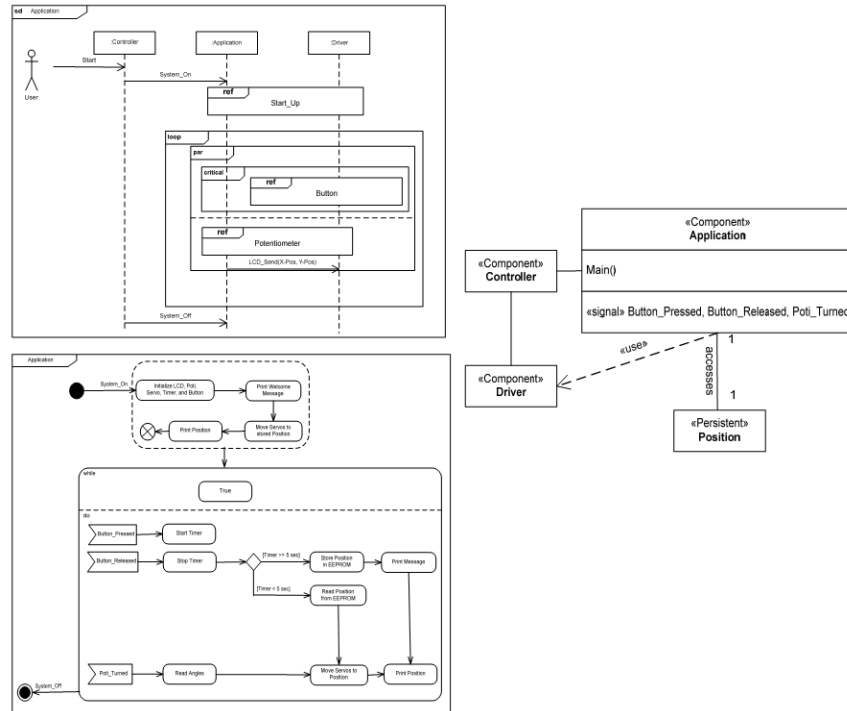 sd Application
:Controller
:Application
:Driver
Start
User
System_On
ref
Start_Up
loop
par
critical
ref
Button
ref
Potentiometer
LCD_Send(X-Pos, Y-Pos)
System_Off
Application
System_On
Initialize LCD, Poti,
Servo, Timer, and Button
Print Welcome
Message
Print Position
Move Servos to
stored Position
while
True
do
Button_Pressed
Start Timer
Button_Released
Stop Timer
[Timer >= 5 sec]
Store Position
in EEPROM
Print Message
[Timer < 5 sec]
Read Position
from EEPROM
Poti_Turned
Read Angles
Move Servos to
Position
Print Position
System_Off
«Component»
Application
Main()
«signal» Button_Pressed, Button_Released, Poti_Turned
«Component»
Controller
«use»
1
accesses
1
«Component»
Driver
«Persistent»
Position